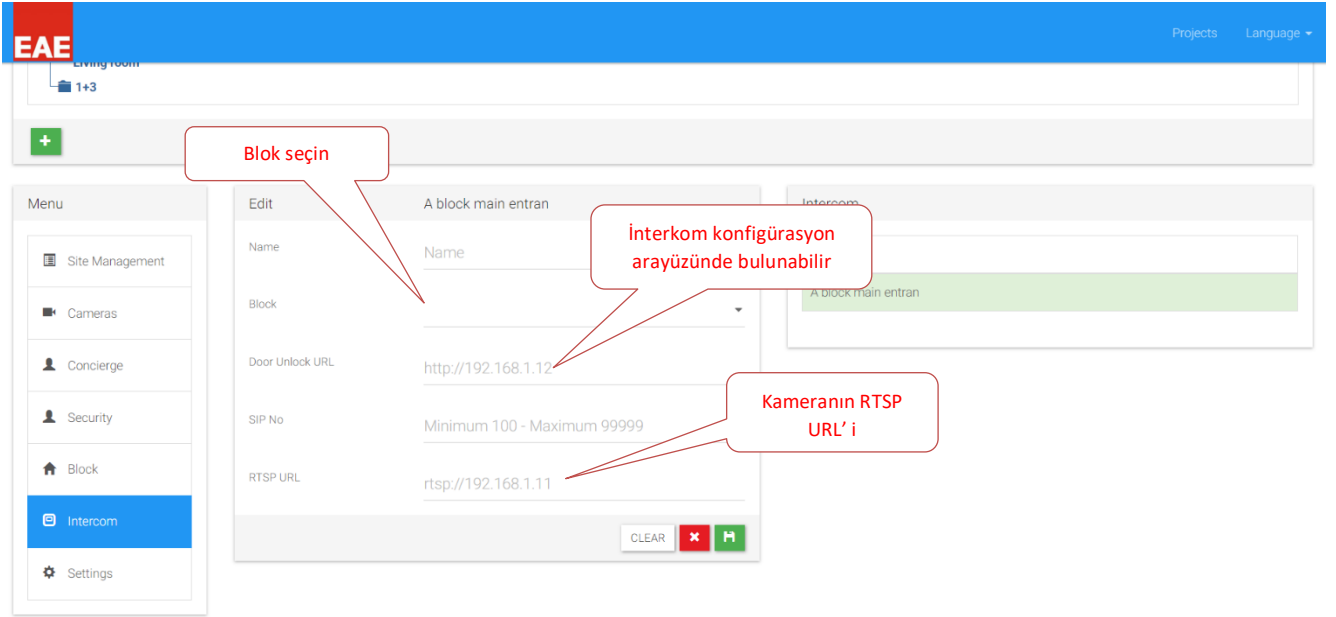 EAE
Projects
Language
Living room
1+3
Blok seçin
Menu
Site Management
Cameras
Concierge
Security
Block
Intercom
Settings
Edit
A block main entran
Name
Name
Block
Door Unlock URL
http://192.168.1.12
SIP No
Minimum 100 - Maximum 99999
RTSP URL
rtsp://192.168.1.11
CLEAR
İnterkom konfigürasyon
arayüzünde bulunabilir
Kameranın RTSP
URL’ i
Intercom
A block main entran